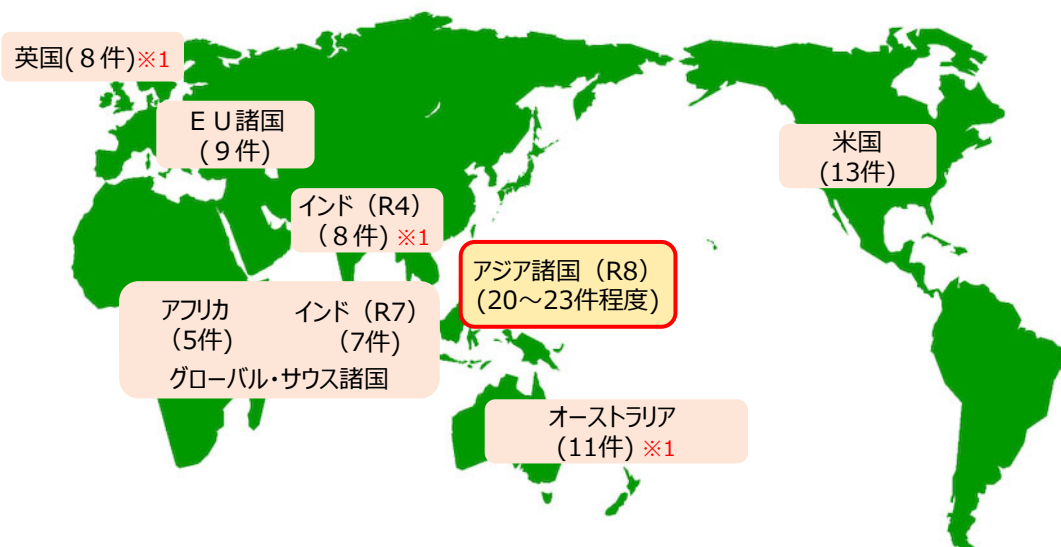 英国(８件)※1
ＥＵ諸国
(９件)
米国
(13件)
インド（R4）
（８件) ※1
アジア諸国（R8）
(20～23件程度)
アフリカ
（5件)
インド（R7）
（7件)
グローバル・サウス諸国
オーストラリア
(11件) ※1